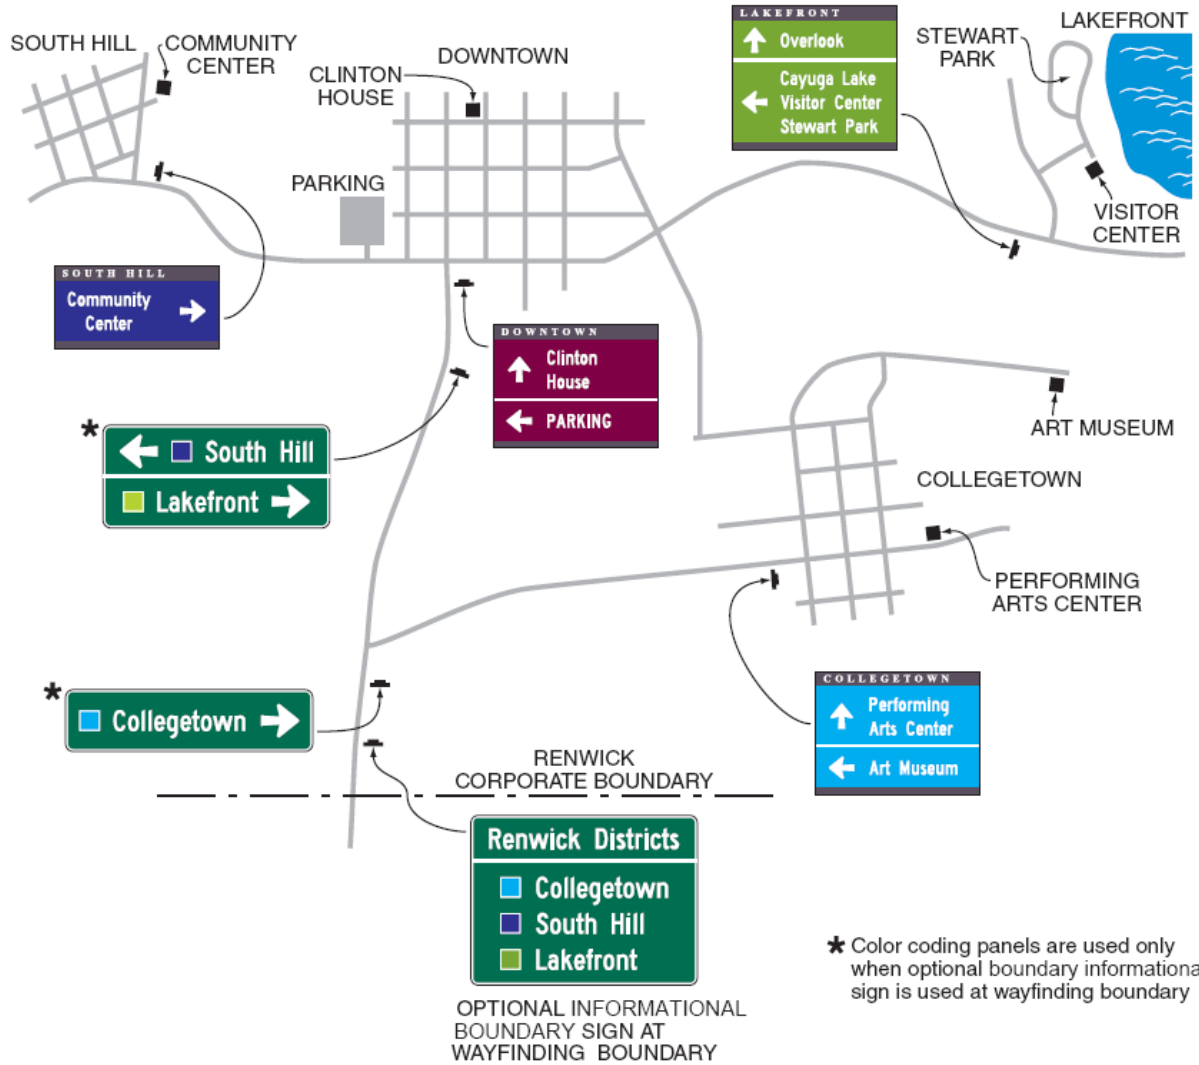 SOUTH HILL
COMMUNITY
CENTER
CLINTON
HOUSE
DOWNTOWN
PARKING
LAKEFRONT
Overlook
Cayuga Lake
Visitor Center
Stewart Park
STEWART
PARK
LAKEFRONT
VISITOR
CENTER
SOUTH HILL
Community
Center
DOWNTOWN
Clinton
House
PARKING
* South Hill
Lakefront
ART MUSEUM
COLLEGETOWN
PERFORMING
ARTS CENTER
* Collegetown
COLLEGETOWN
Performing
Arts Center
Art Museum
RENWICK
CORPORATE BOUNDARY
Renwick Districts
Collegetown
South Hill
Lakefront
OPTIONAL INFORMATIONAL
BOUNDARY SIGN AT
WAYFINDING BOUNDARY
* Color coding panels are used only
when optional boundary informationa
sign is used at wayfinding boundary